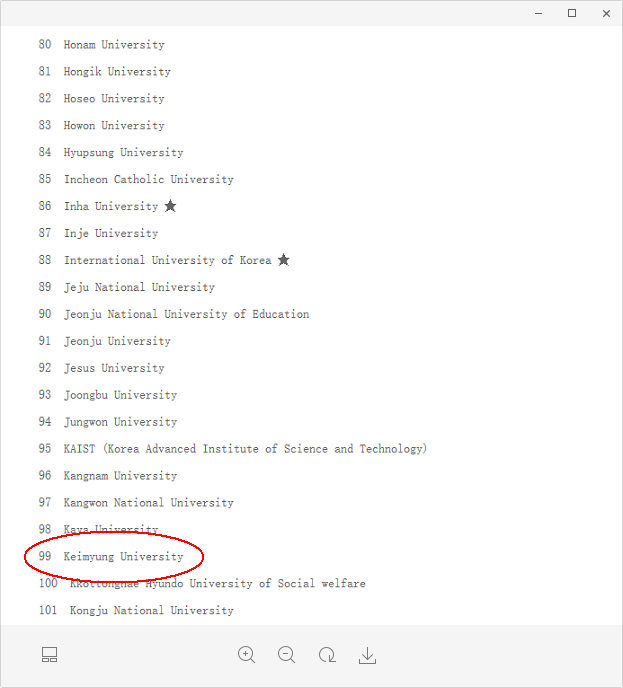 80 Honam University
81 Hongik University
82 Hoseo University
83 Howon University
84 Hyupsung University
85 Incheon Catholic University
86 Inha University ★
87 Inje University
88 International University of Korea ★
89 Jeju National University
90 Jeonju National University of Education
91 Jeonju University
92 Jesus University
93 Joongbu University
94 Jungwon University
95 KAIST (Korea Advanced Institute of Science and Technology)
96 Kangnam University
97 Kangwon National University
98 Kaya University
99 Keimyung University
100 Kkottongnae Hyundo University of Social welfare
101 Kongju National University